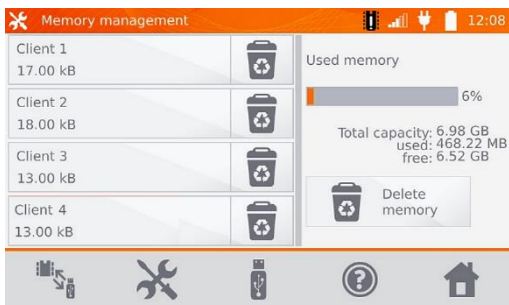 Memory management
12:08
Client 1
17.00 kB
Client 2
18.00 kB
Client 3
13.00 kB
Client 4
13.00 kB
Used memory
6%
Total capacity: 6.98 GB
used: 468.22 MB
free: 6.52 GB
Delete
memory